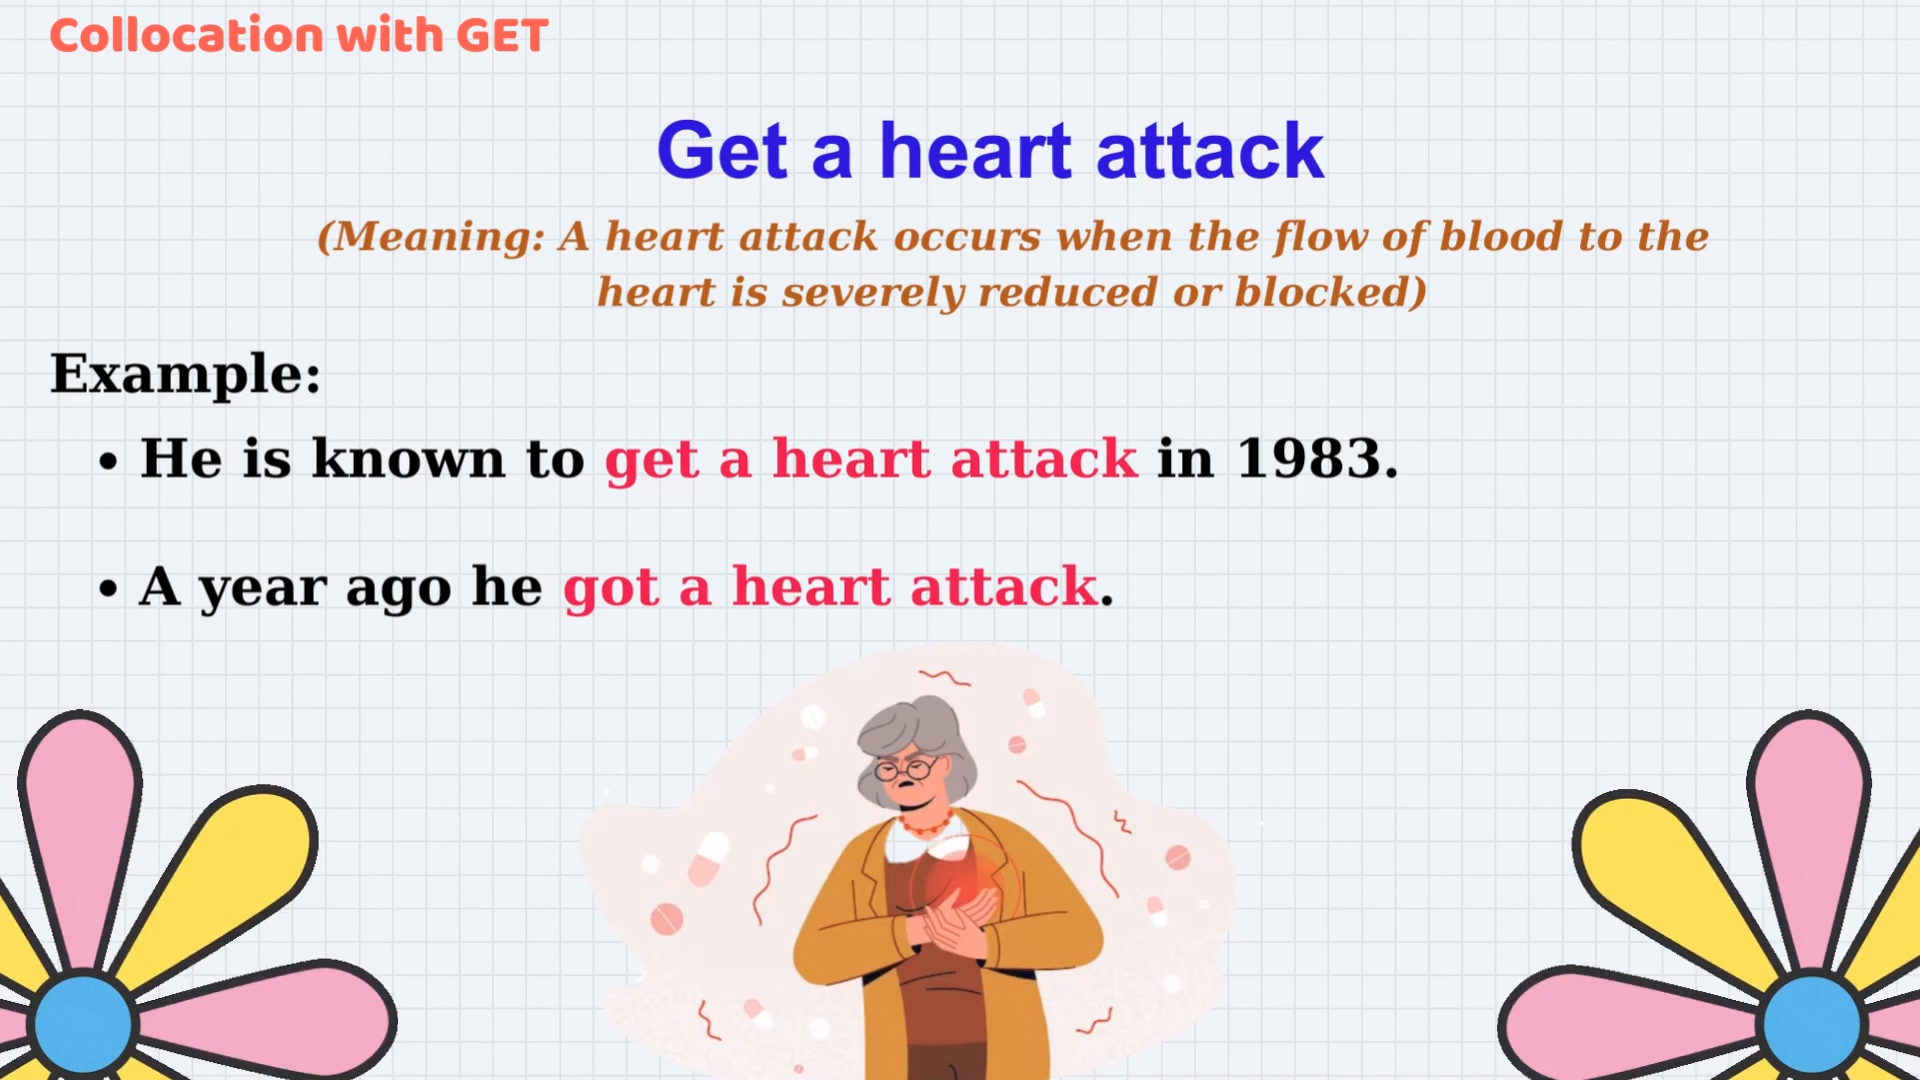 Collocation with GET
Get a heart attack
(Meaning: A heart attack occurs when the flow of blood to the
heart is severely reduced or blocked)
Example:
• He is known to get a heart attack in 1983.
• A year ago he got a heart attack.